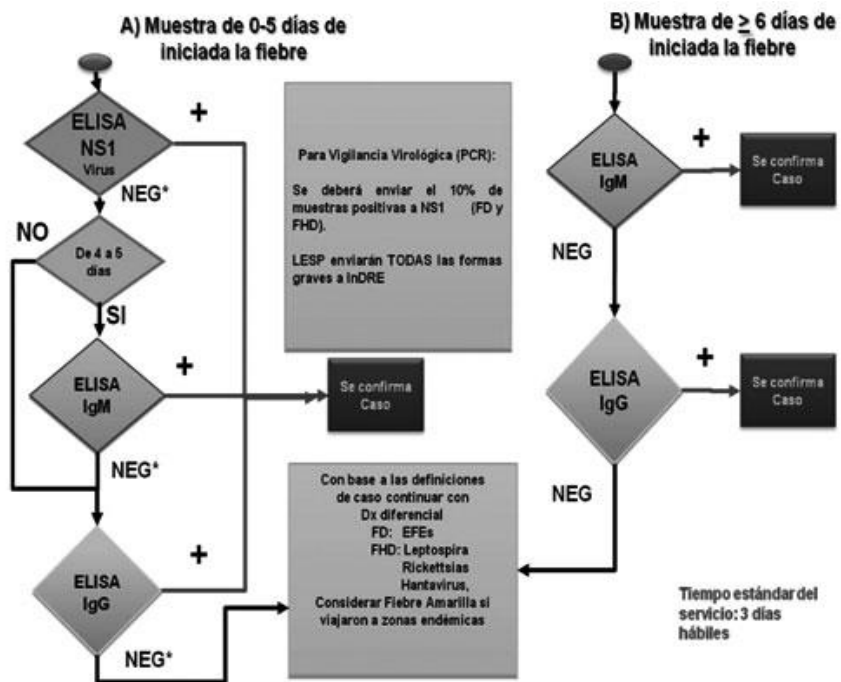 A) Muestra de 0-5 días de
iniciada la fiebre
ELISA
NS1
Virus
+
NEG*
NO
De 4 a 5
días
SI
ELISA
IgM
+
NEG*
ELISA
IgG
+
NEG*
Para Vigilancia Virológica (PCR):
Se deberá enviar el 10% de
muestras positivas a NS1 (FD y
FHD).
LESP enviarán TODAS las formas
graves a InDRE
Se confirma
Caso
Con base a las definiciones
de caso continuar con
Dx diferencial
FD: EFEs
FHD: Leptospira
Rickettsias
Hantavirus,
Considerar Fiebre Amarilla si
viajaron a zonas endémicas
B) Muestra de ≥ 6 días de
iniciada la fiebre
ELISA
IgM
+
Se confirma
Caso
NEG
ELISA
IgG
+
Se confirma
Caso
NEG
Tiempo estándar del
servicio: 3 días
hábiles